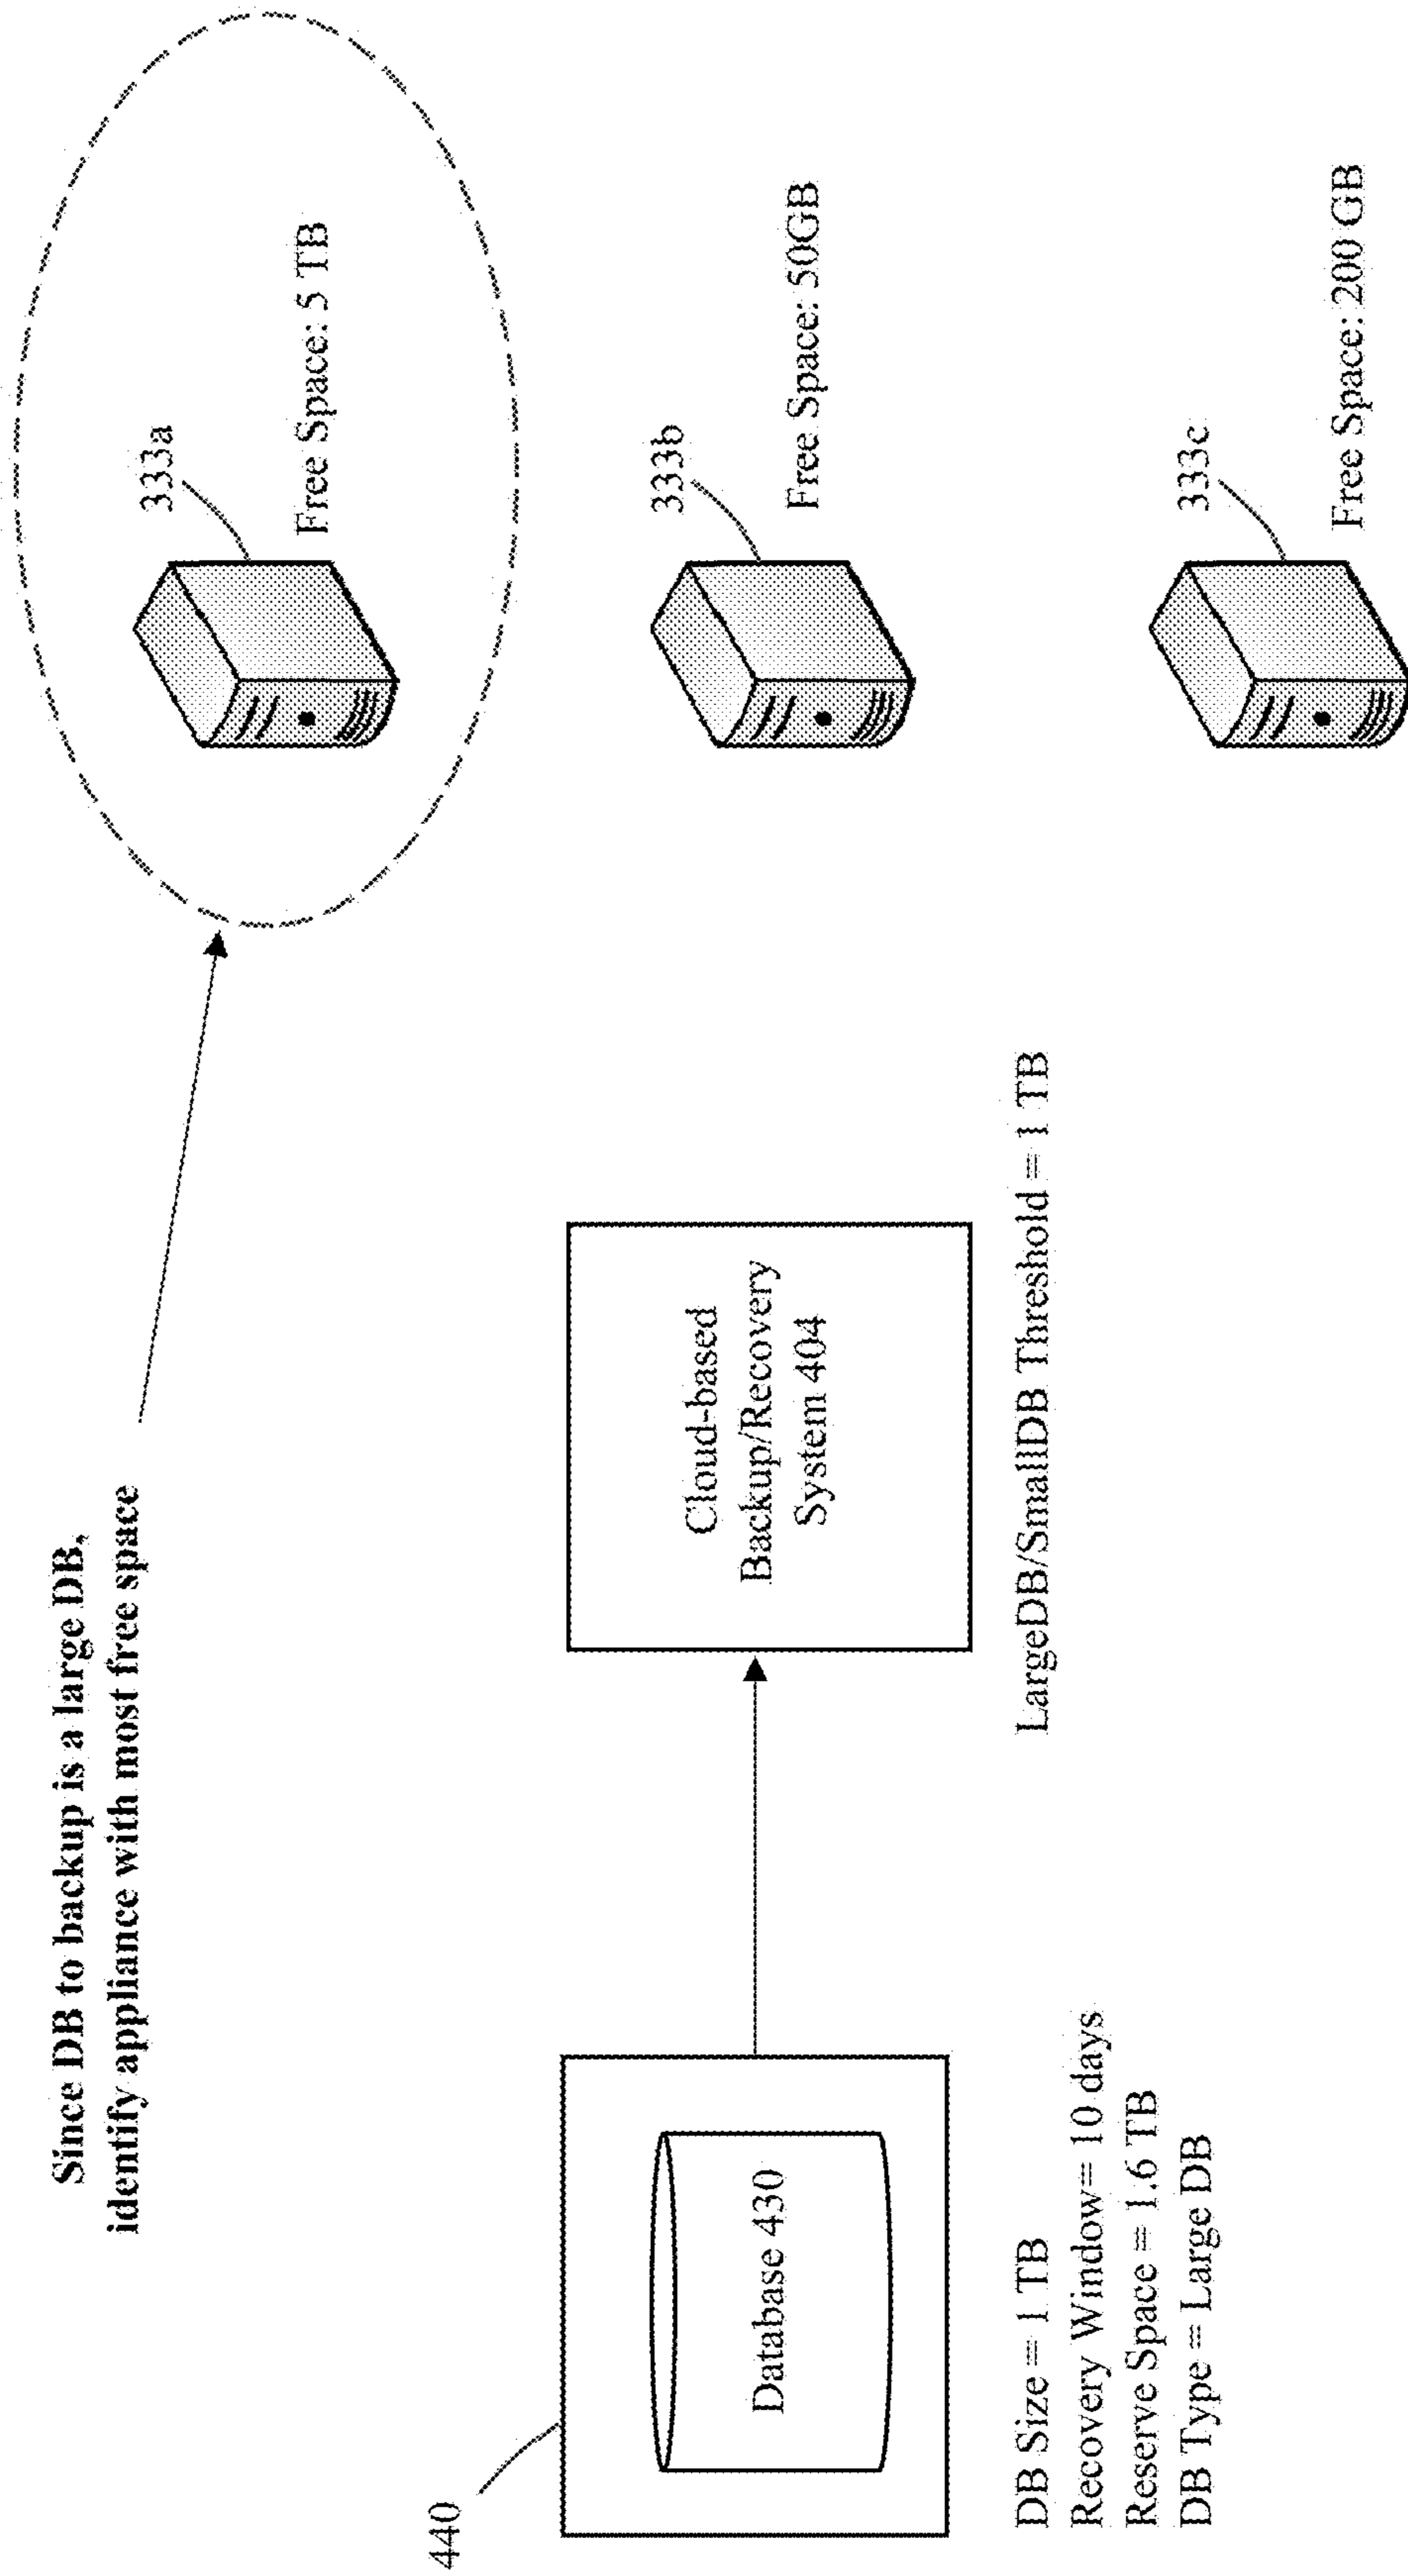 Since DB to backup is a large DB,
identify appliance with most free space
333a
Free Space: 5 TB
440
Database 430
Cloud-based
Backup/Recovery
System 404
333b
Free Space: 50GB
DB Size = 1 TB
Recovery Window= 10 days
Reserve Space = 1.6 TB
DB Type = Large DB
LargeDB/SmallDB Threshold = 1 TB
333c
Free Space: 200 GB